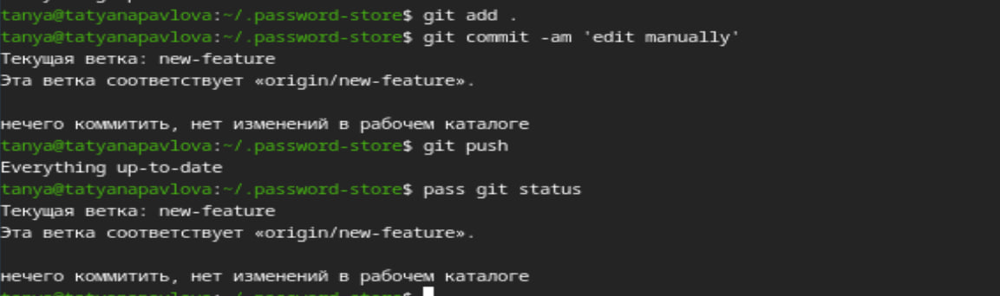 tanya@tatyanapavlova:~/.password-store$ git add .
tanya@tatyanapavlova:~/.password-store$ git commit -am 'edit manually'
Текущая ветка: new-feature
Эта ветка соответствует «origin/new-feature».
нечего коммитить, нет изменений в рабочем каталоге
tanya@tatyanapavlova:~/.password-store$ git push
Everything up-to-date
tanya@tatyanapavlova:~/.password-store$ pass git status
Текущая ветка: new-feature
Эта ветка соответствует «origin/new-feature».
нечего коммитить, нет изменений в рабочем каталоге